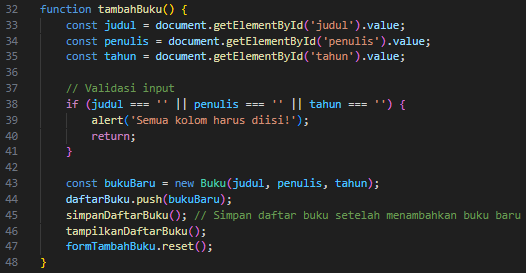 32 function tambahBuku() {
33     const judul = document.getElementById('judul').value;
34     const penulis = document.getElementById('penulis').value;
35     const tahun = document.getElementById('tahun').value;
36
37     // Validasi input
38     if (judul === '' || penulis === '' || tahun === '') {
39         alert('Semua kolom harus diisi!');
40         return;
41     }
42
43     const bukuBaru = new Buku(judul, penulis, tahun);
44     daftarBuku.push(bukuBaru);
45     simpanDaftarBuku(); // Simpan daftar buku setelah menambahkan buku baru
46     tampilkanDaftarBuku();
47     formTambahBuku.reset();
48 }